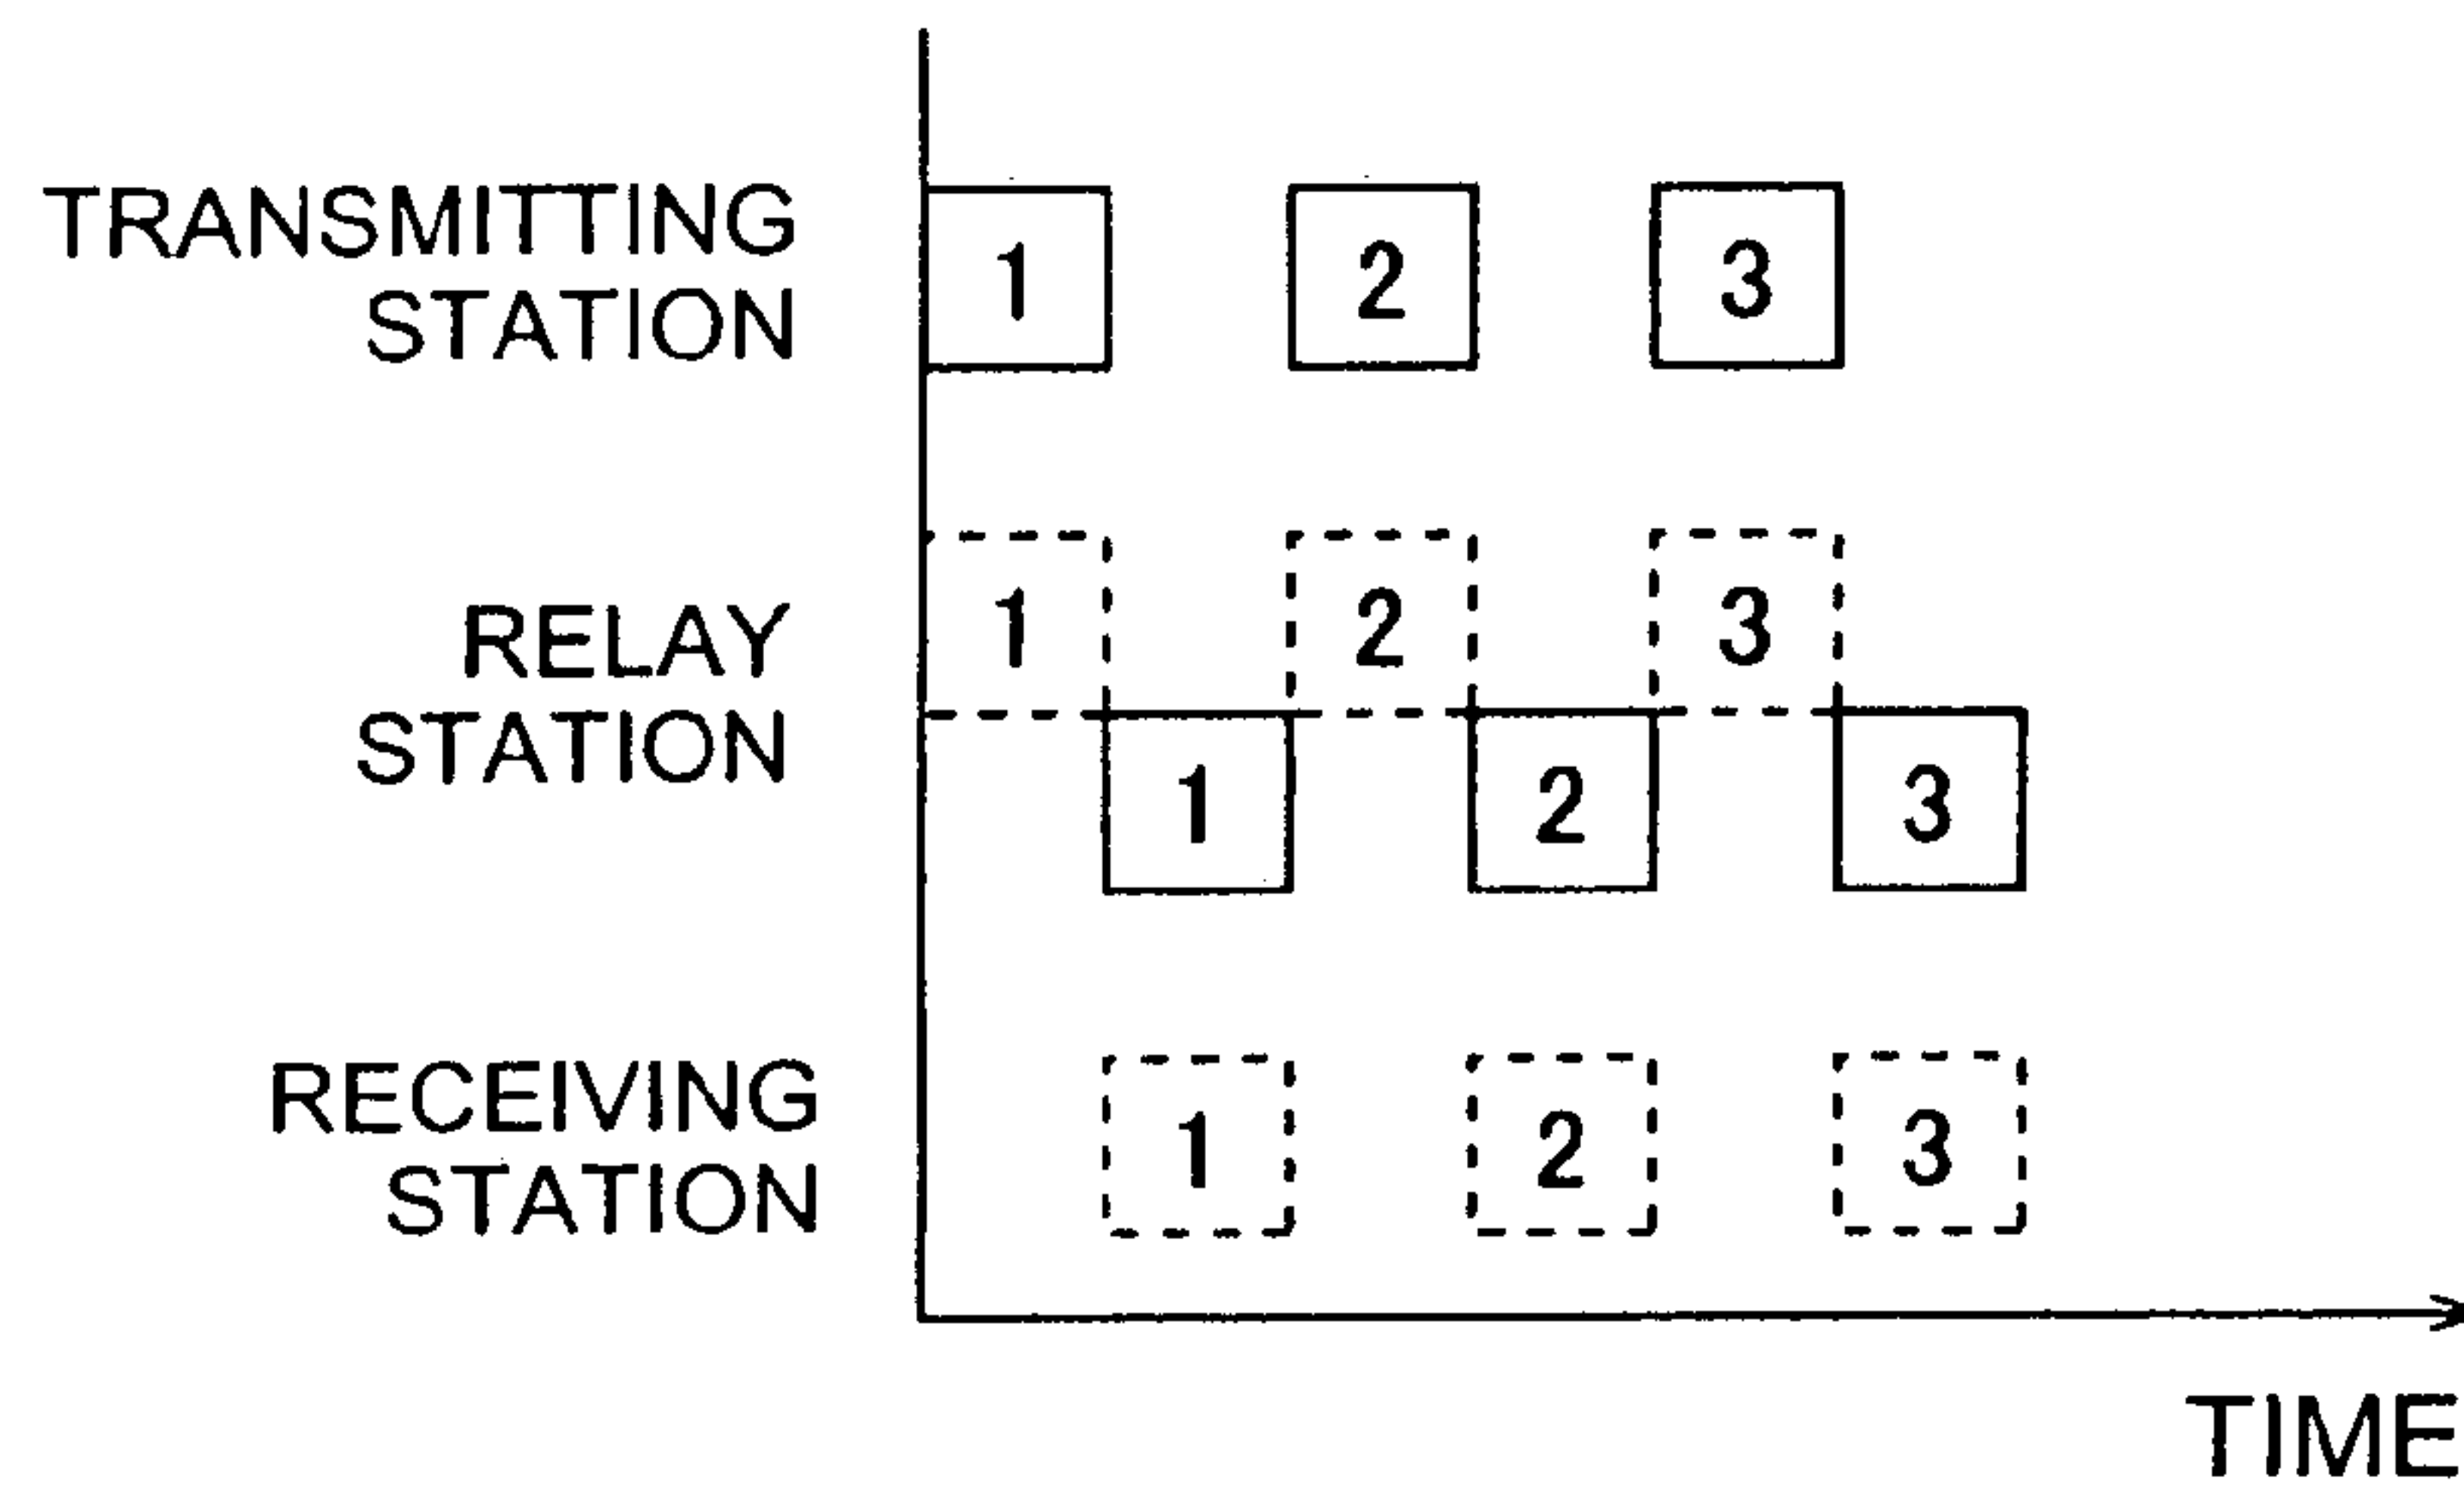 TRANSMITTING
STATION
1 2 3
RELAY
STATION
1 2 3
1 2 3
RECEIVING
STATION
1 2 3
TIME